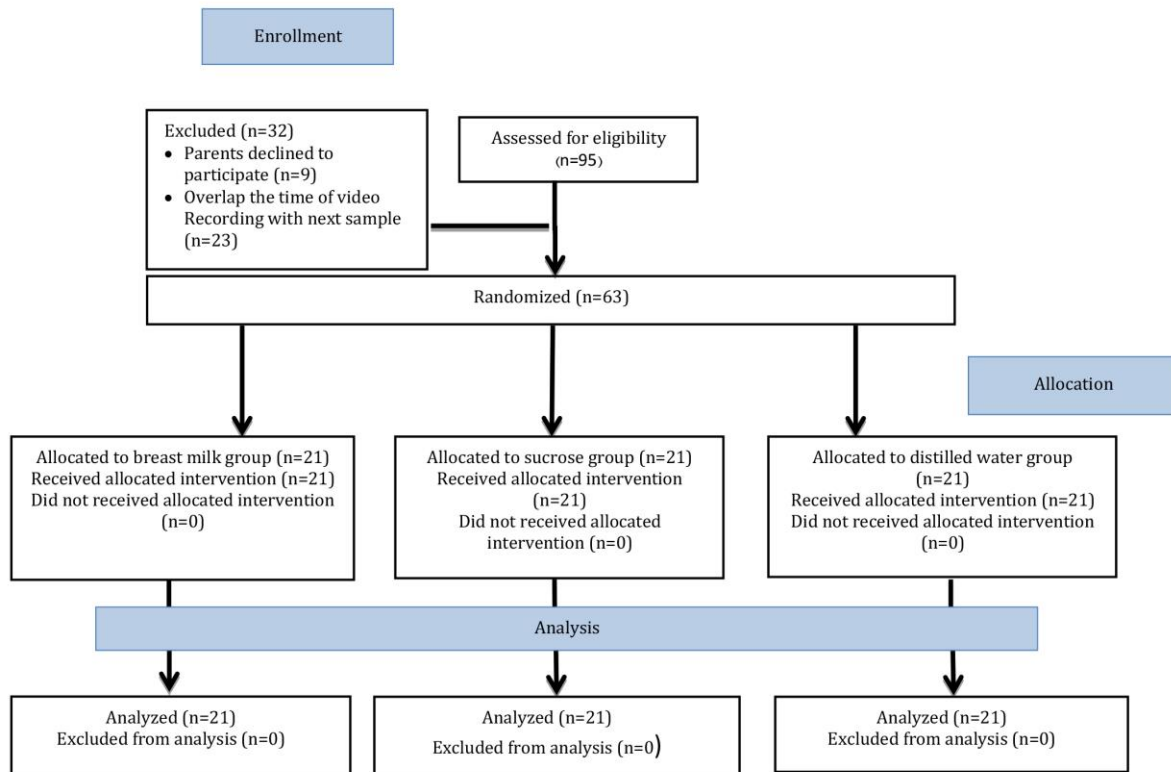 Enrollment
Excluded (n=32)
• Parents declined to
participate (n=9)
• Overlap the time of video
Recording with next sample
(n=23)
Assessed for eligibility
(n=95)
Randomized (n=63)
Allocation
Allocated to breast milk group (n=21)
Received allocated intervention (n=21)
Did not received allocated intervention
(n=0)
Allocated to sucrose group (n=21)
Received allocated intervention
(n=21)
Did not received allocated
intervention (n=0)
Allocated to distilled water group
(n=21)
Received allocated intervention (n=21)
Did not received allocated intervention
(n=0)
Analysis
Analyzed (n=21)
Excluded from analysis (n=0)
Analyzed (n=21)
Excluded from analysis (n=0)
Analyzed (n=21)
Excluded from analysis (n=0)